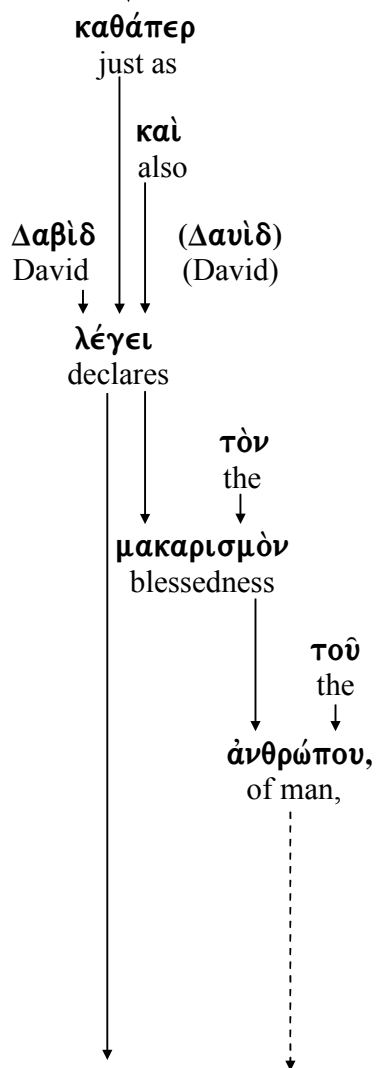 καθάπερ
just as
καὶ
also
Δαβὶδ (Δαυὶδ)
David (David)
λέγει
declares
τὸν
the
μακαρισμὸν
blessedness
τοῦ
the
ἀνθρώπου,
of man,